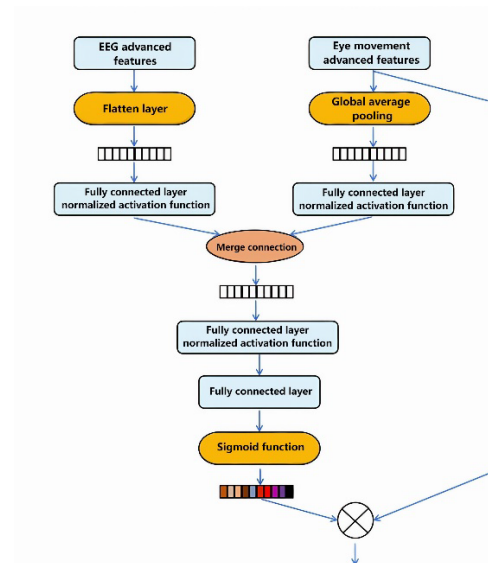 EEG advanced
features
Eye movement
advanced features
Flatten layer
Global average
pooling
Fully connected layer
normalized activation function
Fully connected layer
normalized activation function
Merge connection
Fully connected layer
normalized activation function
Fully connected layer
Sigmoid function